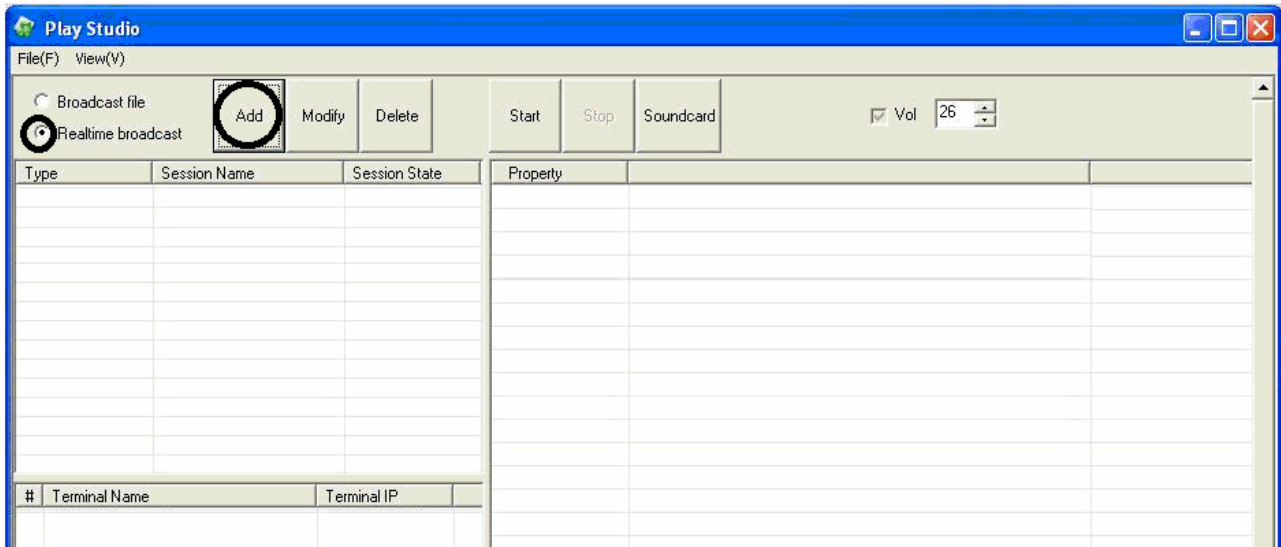 Play Studio
File(F) View(V)
Broadcast file
Realtime broadcast
Add Modify Delete Start Stop Soundcard Vol 26
Type Session Name Session State Property
# Terminal Name Terminal IP